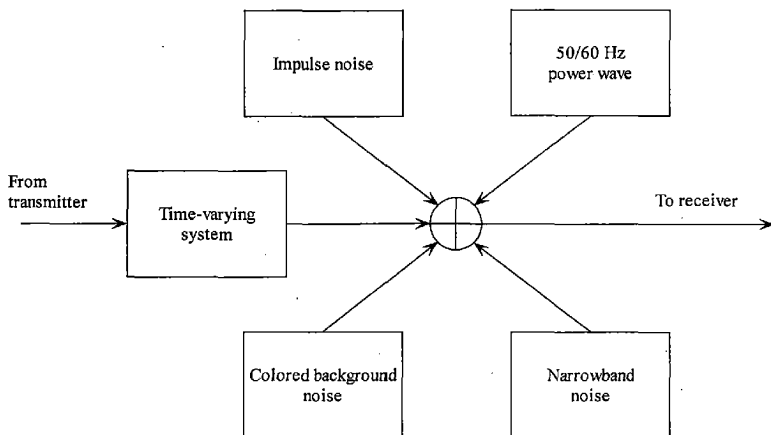 Impulse noise
50/60 Hz
power wave
From
transmitter
Time-varying
system
To receiver
Colored background
noise
Narrowband
noise